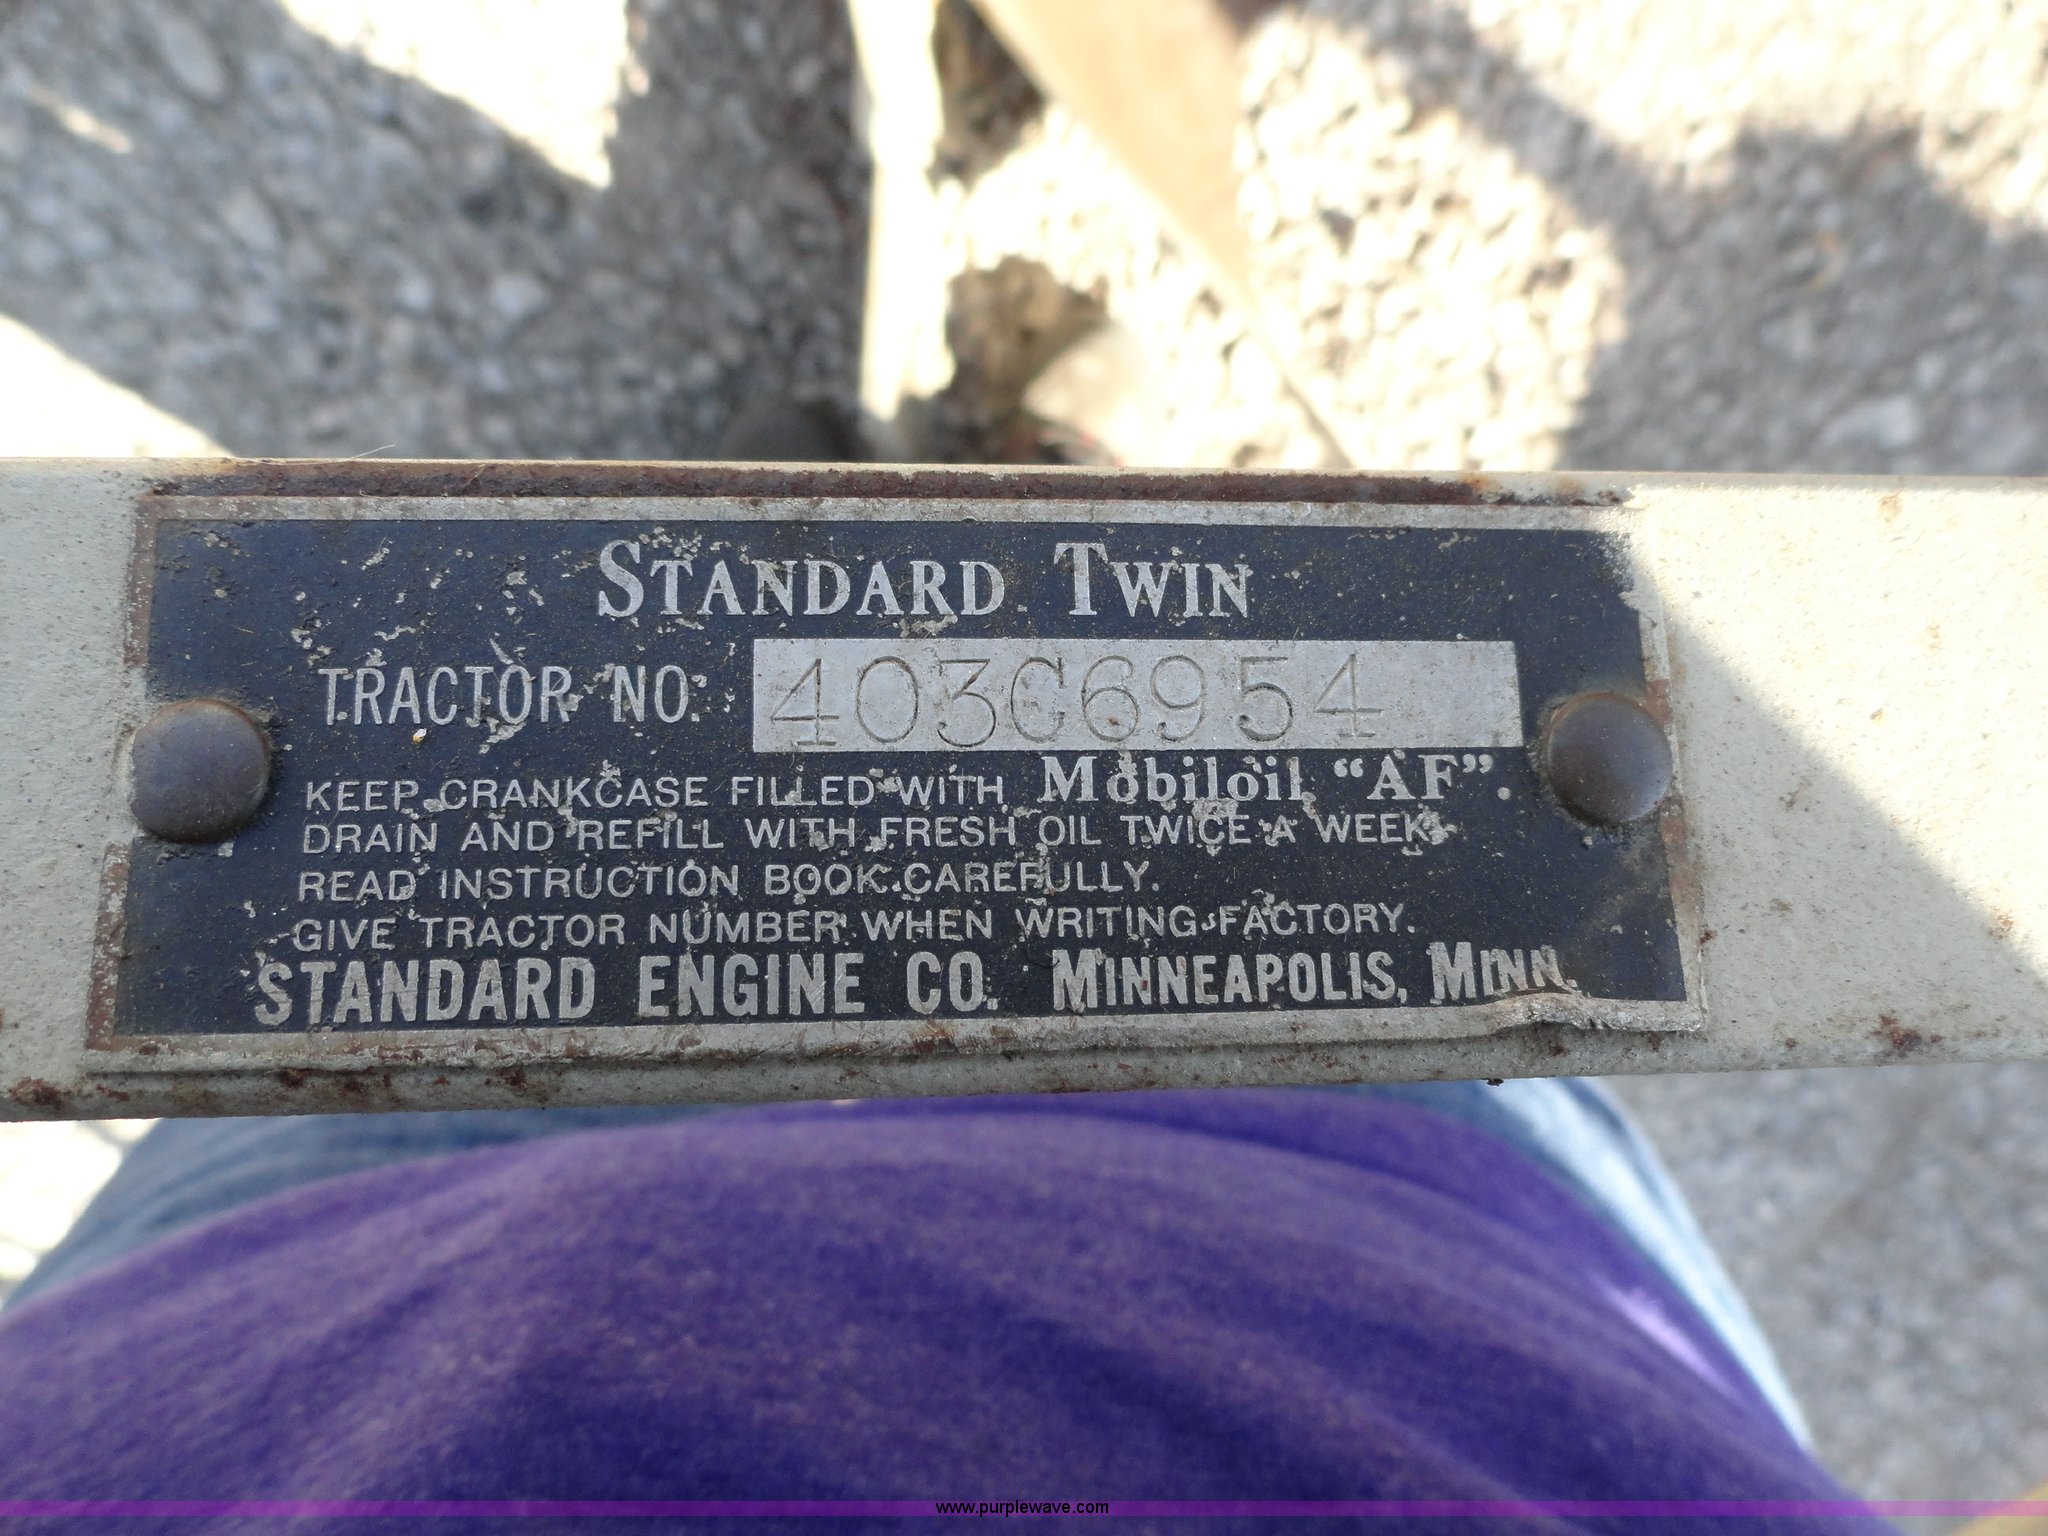 STANDARD TWIN
TRACTOR NO. 403C6954
KEEP CRANKCASE FILLED WITH Mobiloil "AF".
DRAIN AND REFILL WITH FRESH OIL TWICE A WEEK.
READ INSTRUCTION BOOK CAREFULLY.
GIVE TRACTOR NUMBER WHEN WRITING FACTORY.
STANDARD ENGINE CO. MINNEAPOLIS, MINN.
www.purplewave.com